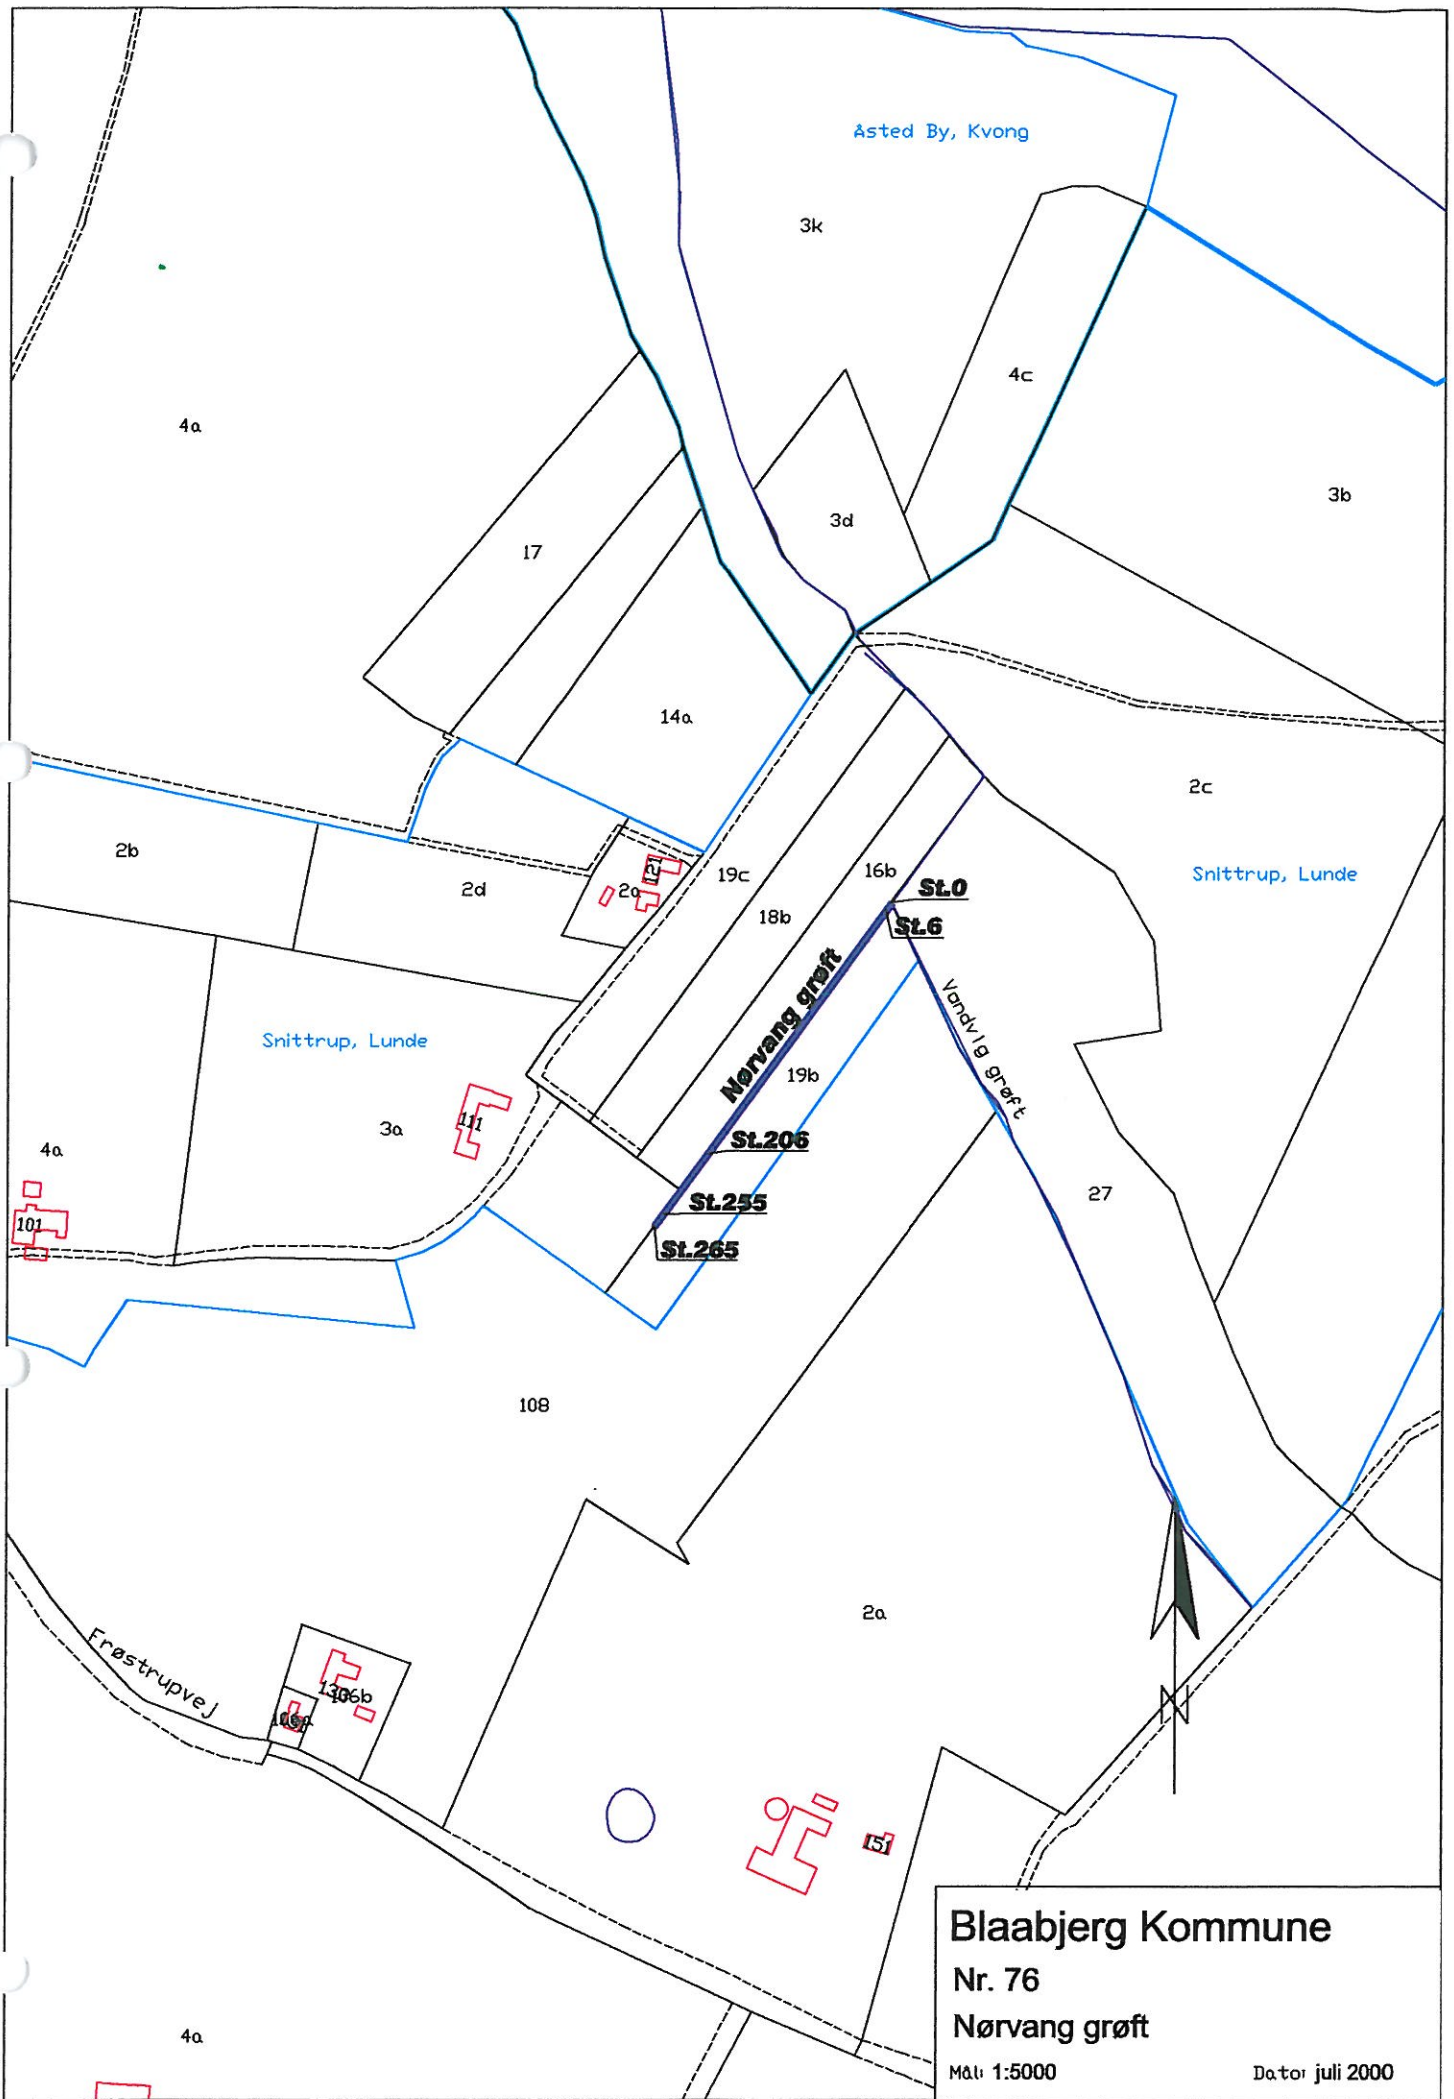 Åsted By, Kvong
3k
4c
4a
3b
3d
17
14a
2c
2b
2d
2a
121
19c
16b
Snittrup, Lunde
St.0
18b
St.6
Nørvang grøft
Vandvig grøft
Snittrup, Lunde
19b
111
3a
St.206
4a
27
St.255
101
St.265
108
2a
Frøstrupvej
N
151
4a
Blaabjerg Kommune
Nr. 76
Nørvang grøft
Mål: 1:5000
Dato: juli 2000